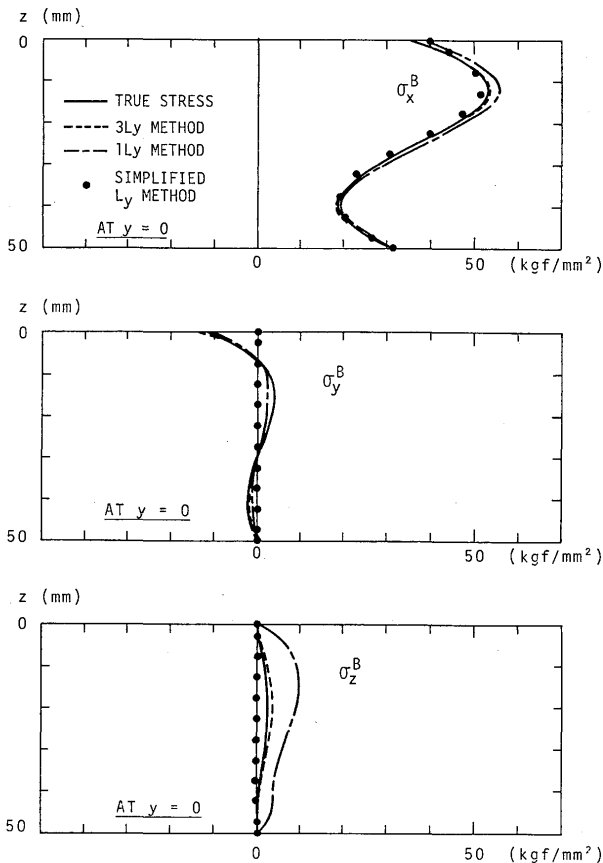 z (mm)
0
σxB
TRUE STRESS
3Ly METHOD
1Ly METHOD
SIMPLIFIED
Ly METHOD
AT y = 0
50
0
50
(kgf/mm²)
z (mm)
0
σyB
AT y = 0
50
0
50
(kgf/mm²)
z (mm)
0
σzB
AT y = 0
50
0
50
(kgf/mm²)